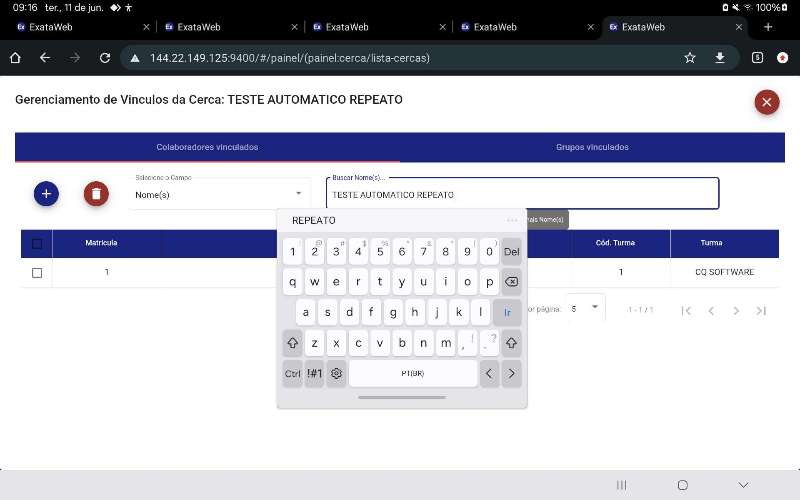 09:16 ter., 11 de jun.
100%
ExataWeb
ExataWeb
ExataWeb
ExataWeb
ExataWeb
144.22.149.125:9400/#/painel/(painel:cerca/lista-cercas)
5
Gerenciamento de Vinculos da Cerca: TESTE AUTOMATICO REPEATO
Colaboradores vinculados
Grupos vinculados
Selecione o Campo
Nome(s)
Buscar Nome(s)...
TESTE AUTOMATICO REPEATO
REPEATO
Nome(s)
Matricula
Cód. Turma
Turma
1
1
CQ SOFTWARE
or página:
5
1 - 1 / 1
1 2 3 4 5 6 7 8 9 0 Del
q w e r t y u i o p
a s d f g h j k l Ir
z x c v b n m , ! . ?
Ctrl !#1 PT(BR)